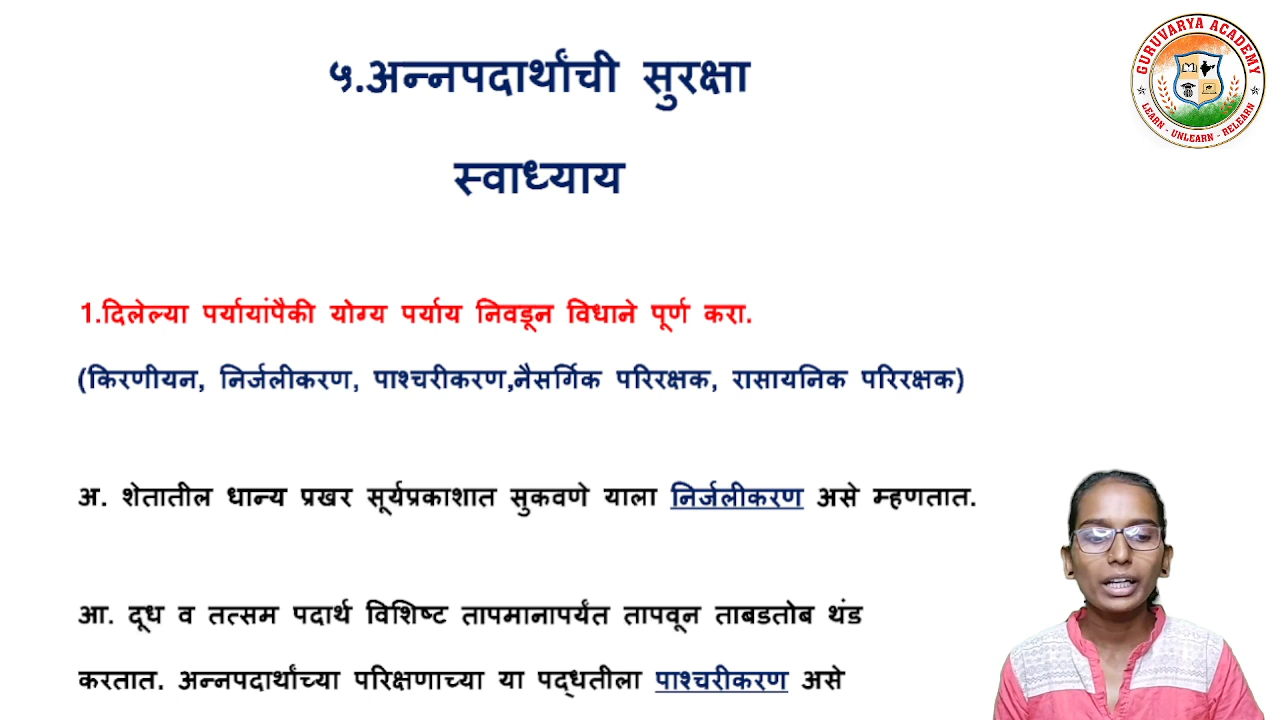 GURUVARYA ACADEMY
LEARN - UNLEARN - RELEARN
५.अन्नपदार्थांची सुरक्षा
स्वाध्याय
1.दिलेल्या पर्यायांपैकी योग्य पर्याय निवडून विधाने पूर्ण करा.
(किरणीयन, निर्जलीकरण, पाश्चरीकरण,नैसर्गिक परिरक्षक, रासायनिक परिरक्षक)
अ. शेतातील धान्य प्रखर सूर्यप्रकाशात सुकवणे याला निर्जलीकरण असे म्हणतात.
आ. दूध व तत्सम पदार्थ विशिष्ट तापमानापर्यंत तापवून ताबडतोब थंड
करतात. अन्नपदार्थांच्या परिक्षणाच्या या पद्धतीला पाश्चरीकरण असे